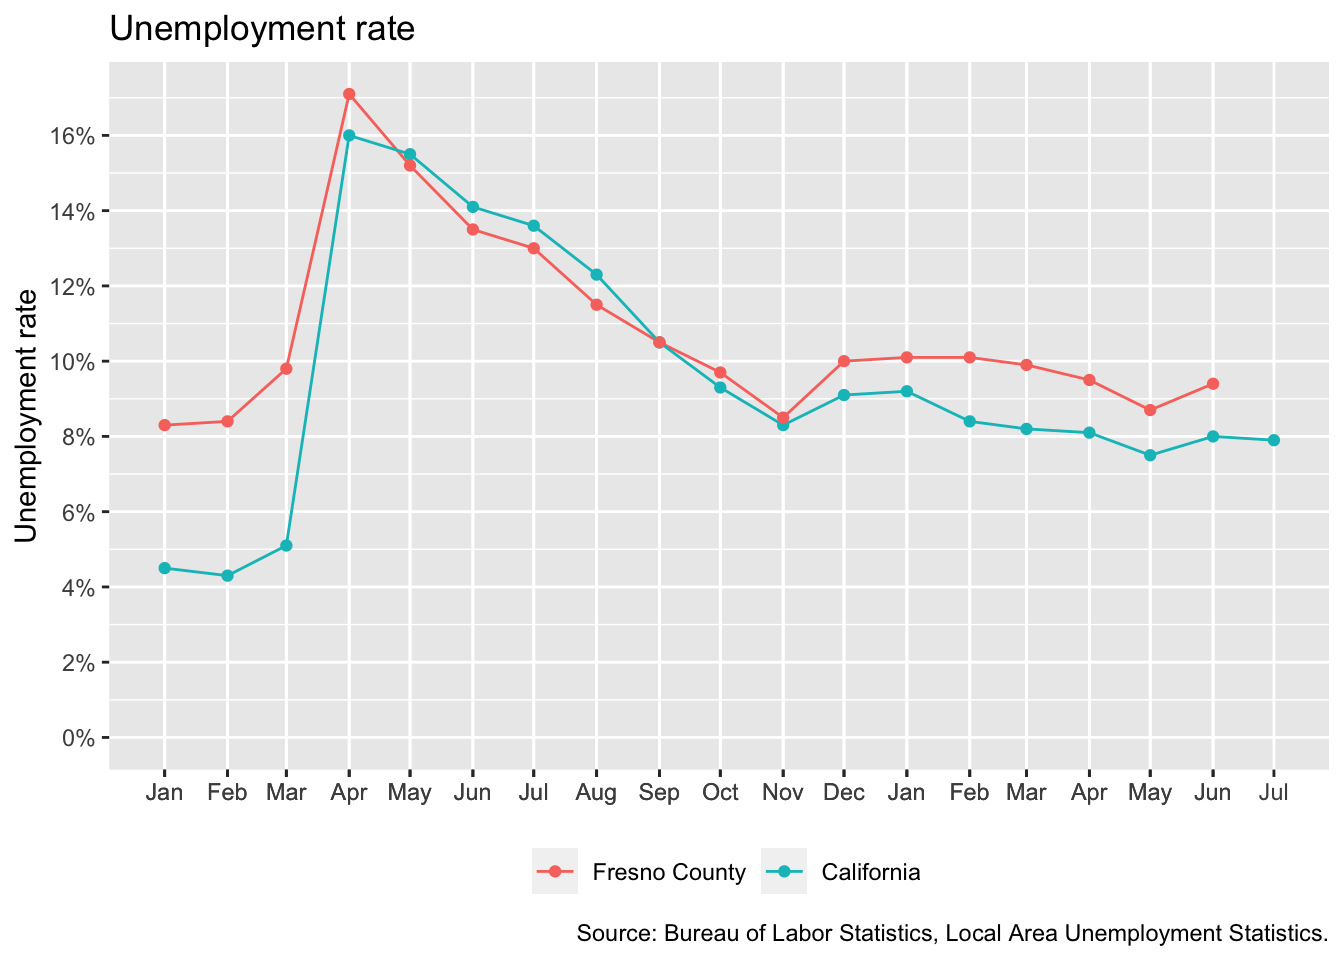 Unemployment rate
Unemployment rate
16%
14%
12%
10%
8%
6%
4%
2%
0%
Jan Feb Mar Apr May Jun Jul Aug Sep Oct Nov Dec Jan Feb Mar Apr May Jun Jul
Fresno County California
Source: Bureau of Labor Statistics, Local Area Unemployment Statistics.